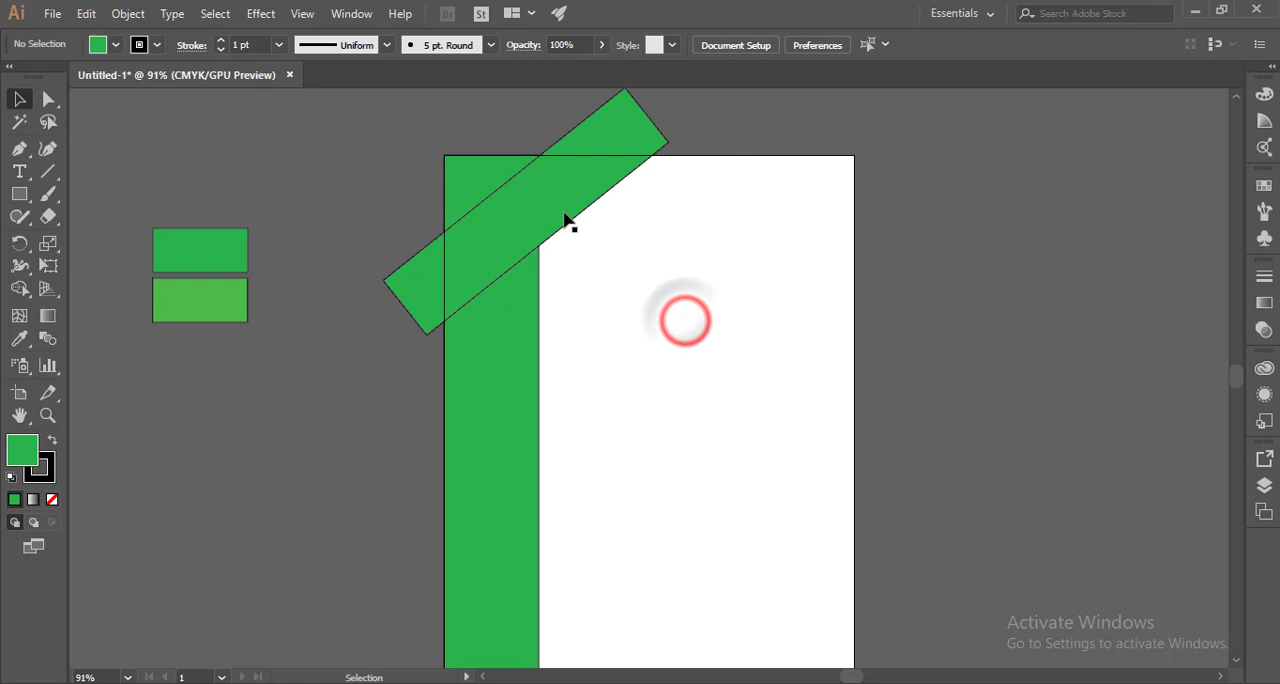 Ai File Edit Object Type Select Effect View Window Help Br St Essentials Search Adobe Stock
No Selection Stroke: 1 pt Uniform 5 pt. Round Opacity: 100% Style: Document Setup Preferences
Untitled-1* @ 91% (CMYK/GPU Preview)
T
Activate Windows
Go to Settings to activate Windows.
91% 1 Selection